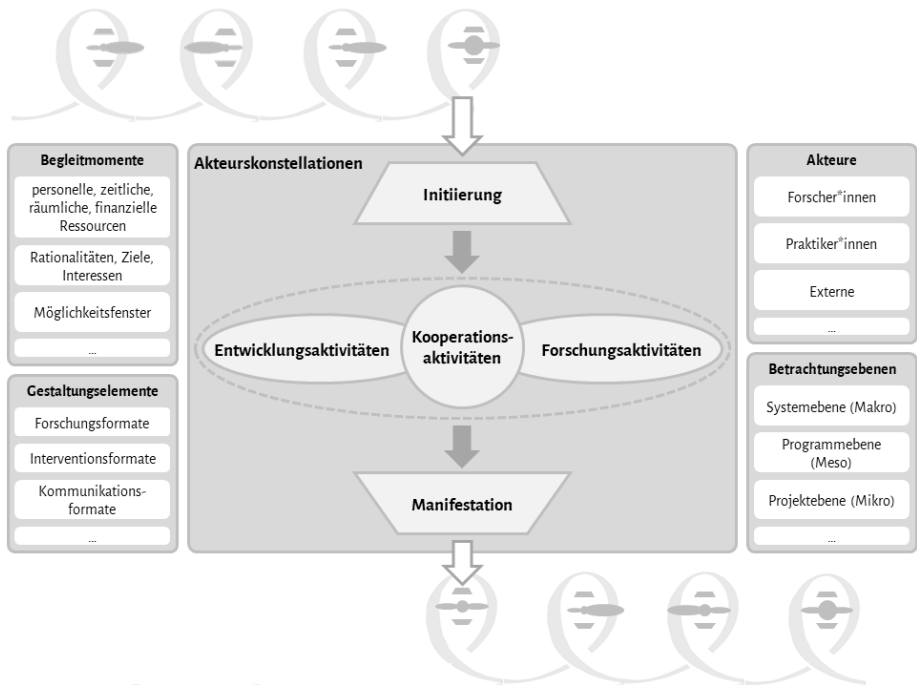 Begleitmomente
personelle, zeitliche,
räumliche, finanzielle
Ressourcen
Rationalitäten, Ziele,
Interessen
Möglichkeitsfenster
...
Gestaltungselemente
Forschungsformate
Interventionsformate
Kommunikations-
formate
...
Akteurskonstellationen
Initiierung
Entwicklungsaktivitäten
Kooperations-
aktivitäten
Forschungsaktivitäten
Manifestation
Akteure
Forscher*innen
Praktiker*innen
Externe
...
Betrachtungsebenen
Systemebene (Makro)
Programmebene
(Meso)
Projektebene (Mikro)
...